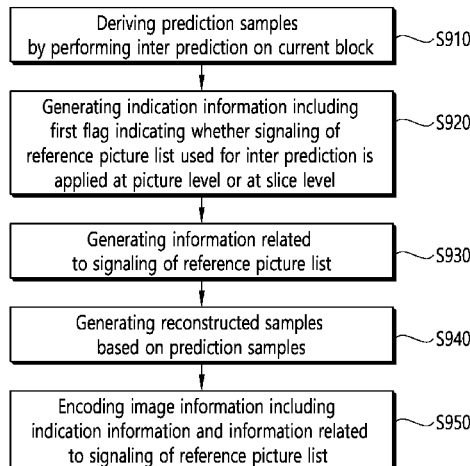 Deriving prediction samples
by performing inter prediction on current block
S910
Generating indication information including
first flag indicating whether signaling of
reference picture list used for inter prediction is
applied at picture level or at slice level
S920
Generating information related
to signaling of reference picture list
S930
Generating reconstructed samples
based on prediction samples
S940
Encoding image information including
indication information and information related
to signaling of reference picture list
S950